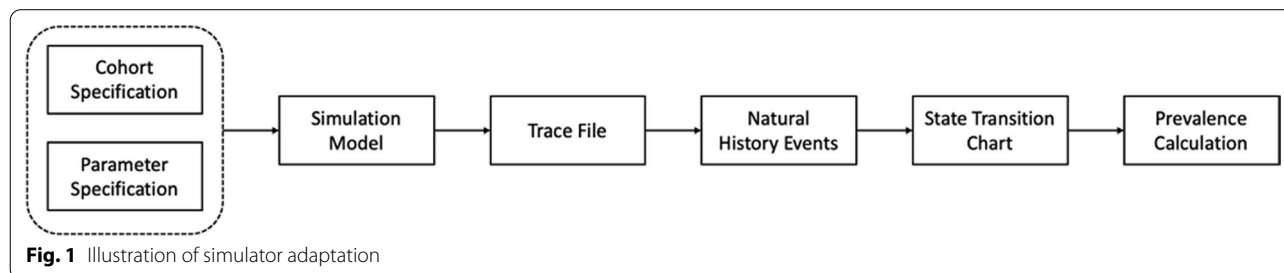 Cohort
Specification
Parameter
Specification
Simulation
Model
Trace File
Natural
History Events
State Transition
Chart
Prevalence
Calculation
Fig. 1 Illustration of simulator adaptation